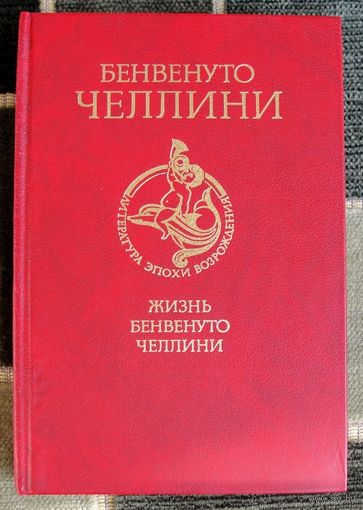 БЕНВЕНУТО
ЧЕЛЛИНИ
ЛИТЕРАТУРА ЭПОХИ ВОЗРОЖДЕНИЯ
ЖИЗНЬ
БЕНВЕНУТО
ЧЕЛЛИНИ